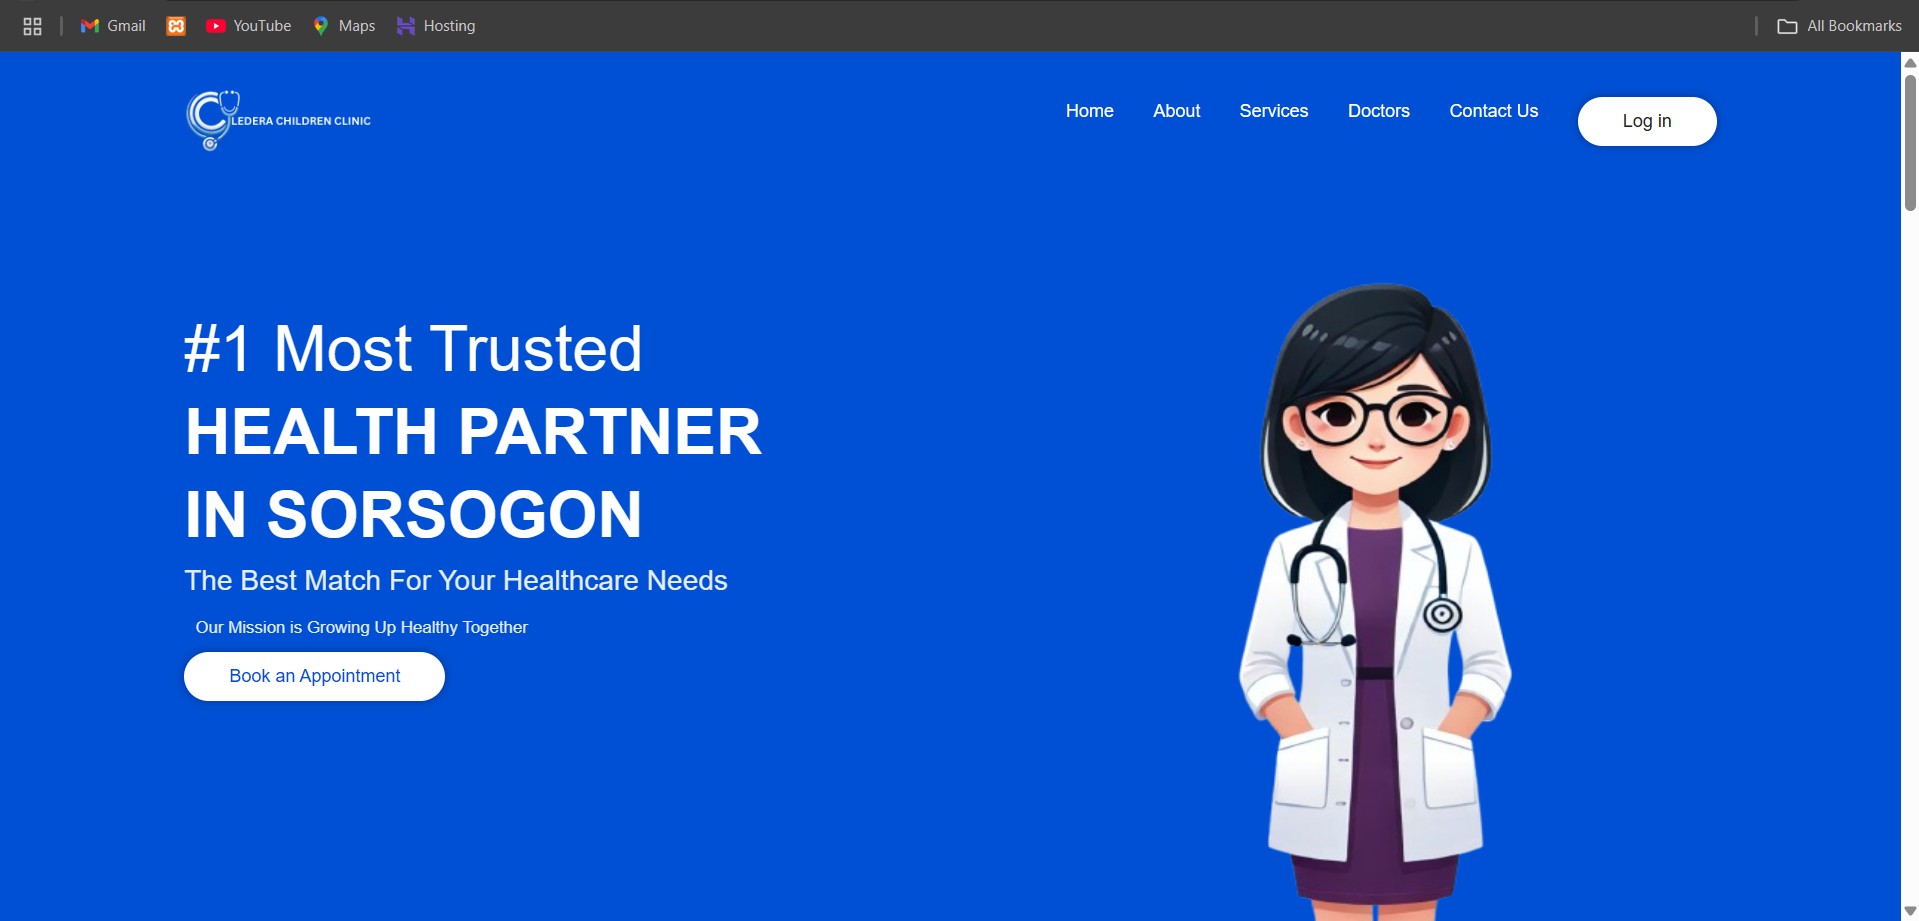 Gmail YouTube Maps Hosting All Bookmarks
CLEDERA CHILDREN CLINIC
Home About Services Doctors Contact Us Log in
#1 Most Trusted
HEALTH PARTNER
IN SORSOGON
The Best Match For Your Healthcare Needs
Our Mission is Growing Up Healthy Together
Book an Appointment